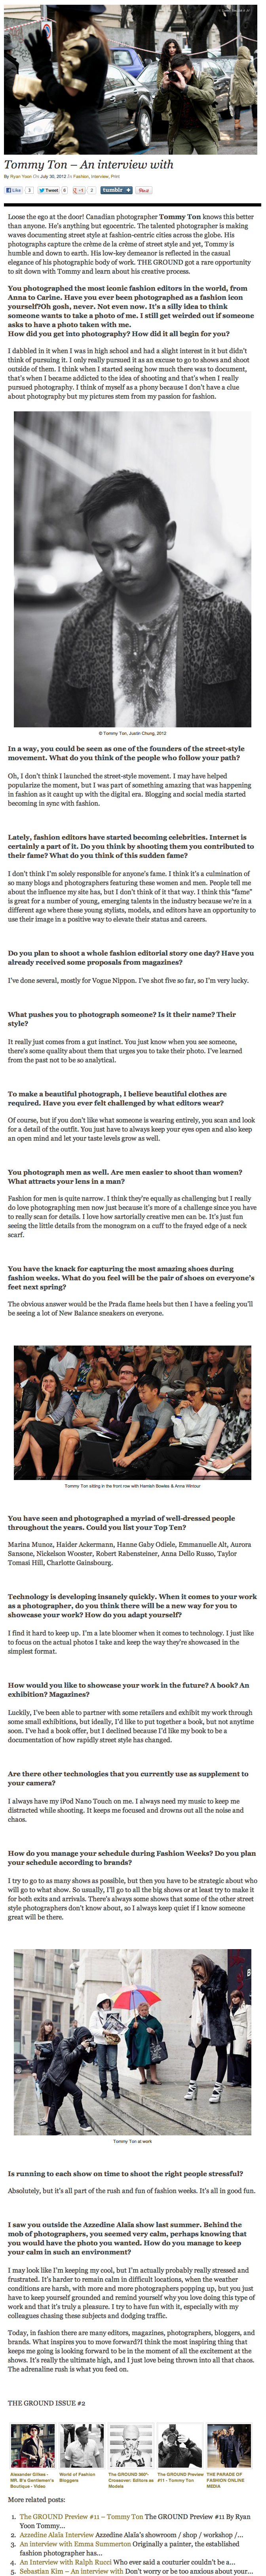 Tommy Ton – An interview with
By Ryan Yoon On July 30, 2012 In Fashion, Interview, Print
Like 3 Tweet 6 +1 2 tumblr + Pin it
Loose the ego at the door! Canadian photographer Tommy Ton knows this better
than anyone. He's anything but egocentric. The talented photographer is making
waves documenting street style at fashion-centric cities across the globe. His
photographs capture the crème de la crème of street style and yet, Tommy is
humble and down to earth. His low-key demeanor is reflected in the casual
elegance of his photographic body of work. THE GROUND got a rare opportunity
to sit down with Tommy and learn about his creative process.
You photographed the most iconic fashion editors in the world, from
Anna to Carine. Have you ever been photographed as a fashion icon
yourself?Oh gosh, never. Not even now. It's a silly idea to think
someone wants to take a photo of me. I still get weirded out if someone
asks to have a photo taken with me.
How did you get into photography? How did it all begin for you?
I dabbled in it when I was in high school and had a slight interest in it but didn't
think of pursuing it. I only really pursued it as an excuse to go to shows and shoot
outside of them. I think when I started seeing how much there was to document,
that's when I became addicted to the idea of shooting and that's when I really
pursued photography. I think of myself as a phony because I don't have a clue
about photography but my pictures stem from my passion for fashion.
© Tommy Ton, Justin Chung, 2012
In a way, you could be seen as one of the founders of the street-style
movement. What do you think of the people who follow your path?
Oh, I don't think I launched the street-style movement. I may have helped
popularize the moment, but I was part of something amazing that was happening
in fashion as it caught up with the digital era. Blogging and social media started
becoming in sync with fashion.
Lately, fashion editors have started becoming celebrities. Internet is
certainly a part of it. Do you think by shooting them you contributed to
their fame? What do you think of this sudden fame?
I don't think I'm solely responsible for anyone's fame. I think it's a culmination of
so many blogs and photographers featuring these women and men. People tell me
about the influence my site has, but I don't think of it that way. I think this "fame"
is great for a number of young, emerging talents in the industry because we're in a
different age where these young stylists, models, and editors have an opportunity to
use their image in a positive way to elevate their status and careers.
Do you plan to shoot a whole fashion editorial story one day? Have you
already received some proposals from magazines?
I've done several, mostly for Vogue Nippon. I've shot five so far, so I'm very lucky.
What pushes you to photograph someone? Is it their name? Their
style?
It really just comes from a gut instinct. You just know when you see someone,
there's some quality about them that urges you to take their photo. I've learned
from the past not to be so analytical.
To make a beautiful photograph, I believe beautiful clothes are
required. Have you ever felt challenged by what editors wear?
Of course, but if you don't like what someone is wearing entirely, you scan and look
for a detail of the outfit. You just have to always keep your eyes open and also keep
an open mind and let your taste levels grow as well.
You photograph men as well. Are men easier to shoot than women?
What attracts your lens in a man?
Fashion for men is quite narrow. I think they're equally as challenging but I really
do love photographing men now just because it's more of a challenge since you have
to really scan for details. I love how sartorially creative men can be. It's just fun
seeing the little details from the monogram on a cuff to the frayed edge of a neck
scarf.
You have the knack for capturing the most amazing shoes during
fashion weeks. What do you feel will be the pair of shoes on everyone's
feet next spring?
The obvious answer would be the Prada flame heels but then I have a feeling you'll
be seeing a lot of New Balance sneakers on everyone.
Tommy Ton sitting in the front row with Hamish Bowles & Anna Wintour
You have seen and photographed a myriad of well-dressed people
throughout the years. Could you list your Top Ten?
Marina Munoz, Haider Ackermann, Hanne Gaby Odiele, Emmanuelle Alt, Aurora
Sansone, Nickelson Wooster, Robert Rabensteiner, Anna Dello Russo, Taylor
Tomasi Hill, Charlotte Gainsbourg.
Technology is developing insanely quickly. When it comes to your work
as a photographer, do you think there will be a new way for you to
showcase your work? How do you adapt yourself?
I find it hard to keep up. I'm a late bloomer when it comes to technology. I just like
to focus on the actual photos I take and keep the way they're showcased in the
simplest format.
How would you like to showcase your work in the future? A book? An
exhibition? Magazines?
Luckily, I've been able to partner with some retailers and exhibit my work through
some small exhibitions, but ideally, I'd like to put together a book, but not anytime
soon. I've had a book offer, but I declined because I'd like my book to be a
documentation of how rapidly street style has changed.
Are there other technologies that you currently use as supplement to
your camera?
I always have my iPod Nano Touch on me. I always need my music to keep me
distracted while shooting. It keeps me focused and drowns out all the noise and
chaos.
How do you manage your schedule during Fashion Weeks? Do you plan
your schedule according to brands?
I try to go to as many shows as possible, but then you have to be strategic about who
will go to what show. So usually, I'll go to all the big shows or at least try to make it
for both exits and arrivals. There's always some shows that some of the other street
style photographers don't know about, so I always keep quiet if I know someone
great will be there.
Tommy Ton at work
Is running to each show on time to shoot the right people stressful?
Absolutely, but it's all part of the rush and fun of fashion weeks. It's all in good fun.
I saw you outside the Azzedine Alaïa show last summer. Behind the
mob of photographers, you seemed very calm, perhaps knowing that
you would have the photo you wanted. How do you manage to keep
your calm in such an environment?
I may look like I'm keeping my cool, but I'm actually probably really stressed and
frustrated. It's harder to remain calm in difficult locations, when the weather
conditions are harsh, with more and more photographers popping up, but you just
have to keep yourself grounded and remind yourself why you love doing this type of
work and that it's truly a pleasure. I try to have fun with it, especially with my
colleagues chasing these subjects and dodging traffic.
Today, in fashion there are many editors, magazines, photographers, bloggers, and
brands. What inspires you to move forward?I think the most inspiring thing that
keeps me going is looking forward to be in the moment of all the excitement at the
shows. It's really the ultimate high, and I just love being thrown into all that chaos.
The adrenaline rush is what you feed on.
THE GROUND ISSUE #2
Alexander Gilkes -
MR. B's Gentlemen's
Boutique - Video
World of Fashion
Bloggers
The GROUND 360°-
Crossover: Editors as
Models
The GROUND Preview
#11 - Tommy Ton
THE PARADE OF
FASHION ONLINE
MEDIA
More related posts:
1. The GROUND Preview #11 – Tommy Ton The GROUND Preview #11 By Ryan
Yoon Tommy...
2. Azzedine Alaïa Interview Azzedine Alaïa's showroom / shop / workshop /...
3. An interview with Emma Summerton Originally a painter, the established
fashion photographer has...
4. An Interview with Ralph Rucci Who ever said a couturier couldn't be a...
5. Sebastian Kim – An interview with Don't worry or be too anxious about your...